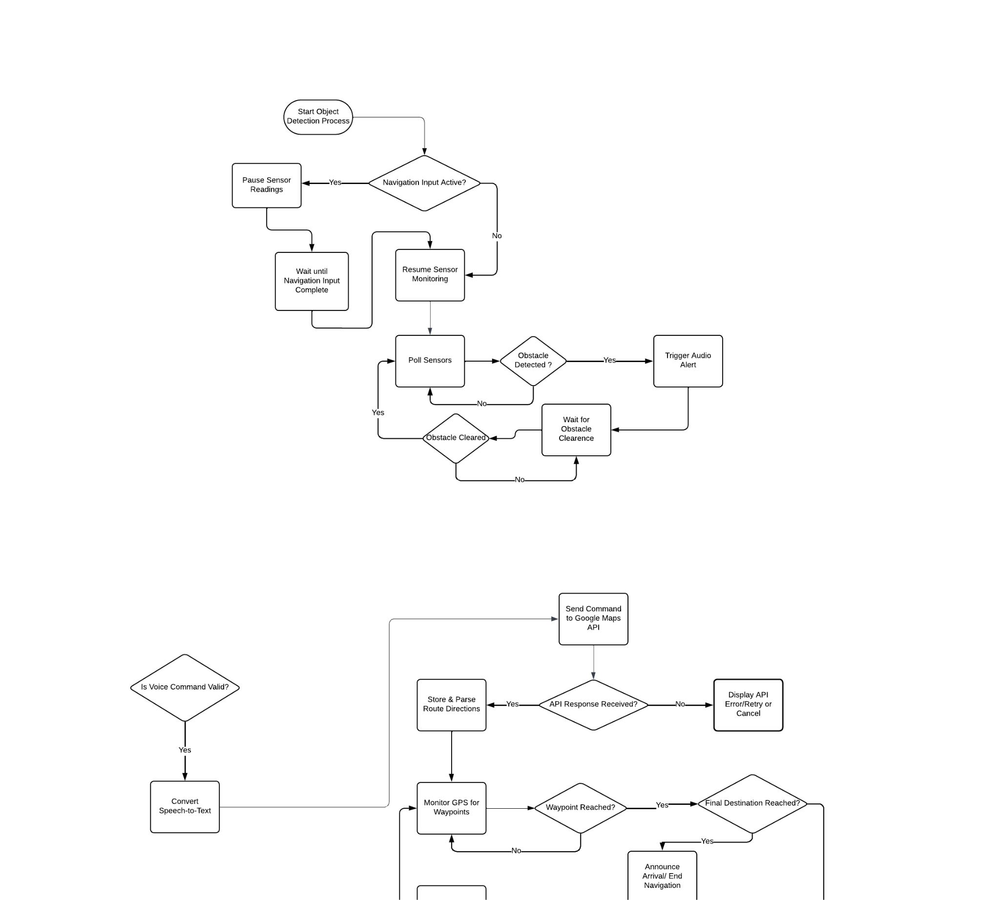 Start Object
Detection Process
Navigation Input Active?
Yes
Pause Sensor
Readings
No
Wait until
Navigation Input
Complete
Resume Sensor
Monitoring
Poll Sensors
Obstacle
Detected ?
Yes
Trigger Audio
Alert
No
Yes
Wait for
Obstacle
Clearence
Obstacle Cleared
No
Send Command
to Google Maps
API
Is Voice Command Valid?
Store & Parse
Route Directions
Yes
API Response Received?
No
Display API
Error/Retry or
Cancel
Yes
Convert
Speech-to-Text
Monitor GPS for
Waypoints
Waypoint Reached?
Yes
Final Destination Reached?
Yes
No
Announce
Arrival/ End
Navigation